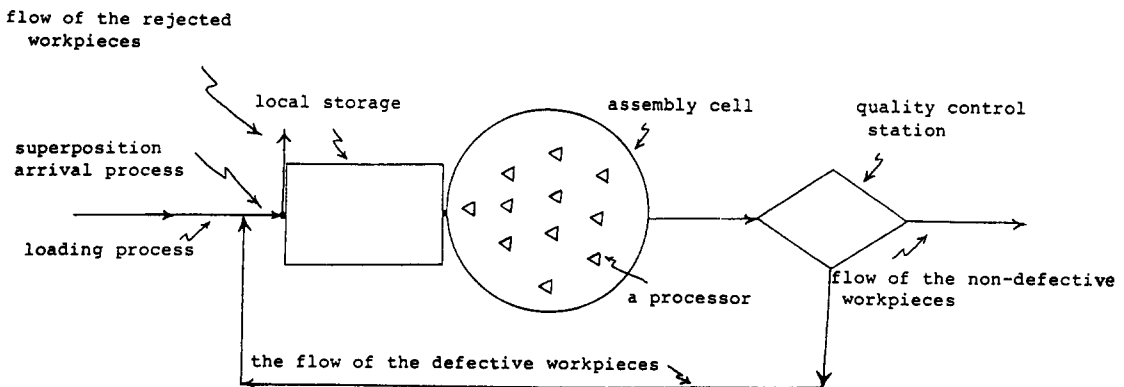 flow of the rejected
workpieces
local storage
assembly cell
quality control
station
superposition
arrival process
loading process
a processor
flow of the non-defective
workpieces
the flow of the defective workpieces